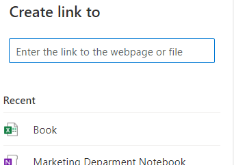 Create link to
Enter the link to the webpage or file
Recent
Book
Marketing Deparment Notebook